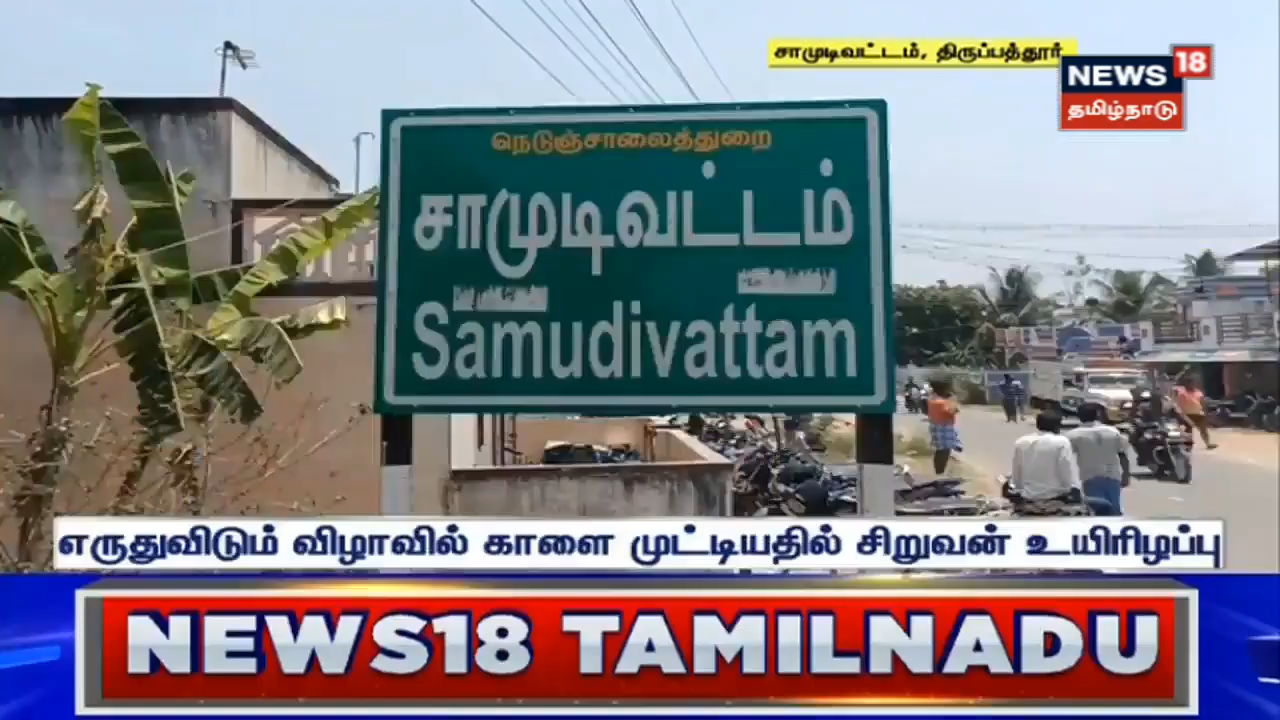 சாமுடிவட்டம், திருப்பத்தூர்
NEWS 18
தமிழ்நாடு
நெடுஞ்சாலைத்துறை
சாமுடிவட்டம்
Samudivattam
எருதுவிடும் விழாவில் காளை முட்டியதில் சிறுவன் உயிரிழப்பு
NEWS18 TAMILNADU